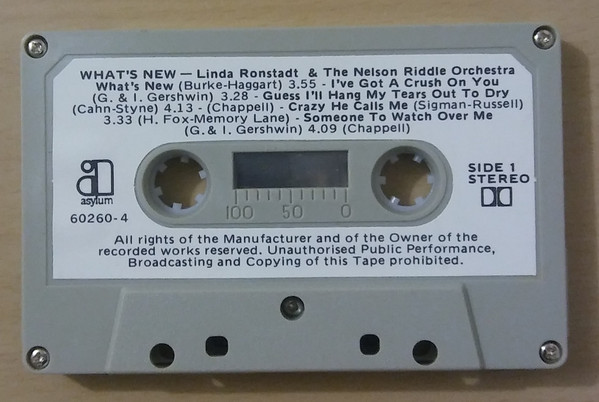 WHAT'S NEW — Linda Ronstadt & The Nelson Riddle Orchestra
What's New (Burke-Haggart) 3.55 - I've Got A Crush On You
(G. & I. Gershwin) 3.28 - Guess I'll Hang My Tears Out To Dry
(Cahn-Styne) 4.13 - (Chappell) - Crazy He Calls Me (Sigman-Russell)
3.33 (H. Fox-Memory Lane) - Someone To Watch Over Me
(G. & I. Gershwin) 4.09 (Chappell)
asylum
60260-4
100 50 0
SIDE 1
STEREO
All rights of the Manufacturer and of the Owner of the
recorded works reserved. Unauthorised Public Performance,
Broadcasting and Copying of this Tape prohibited.